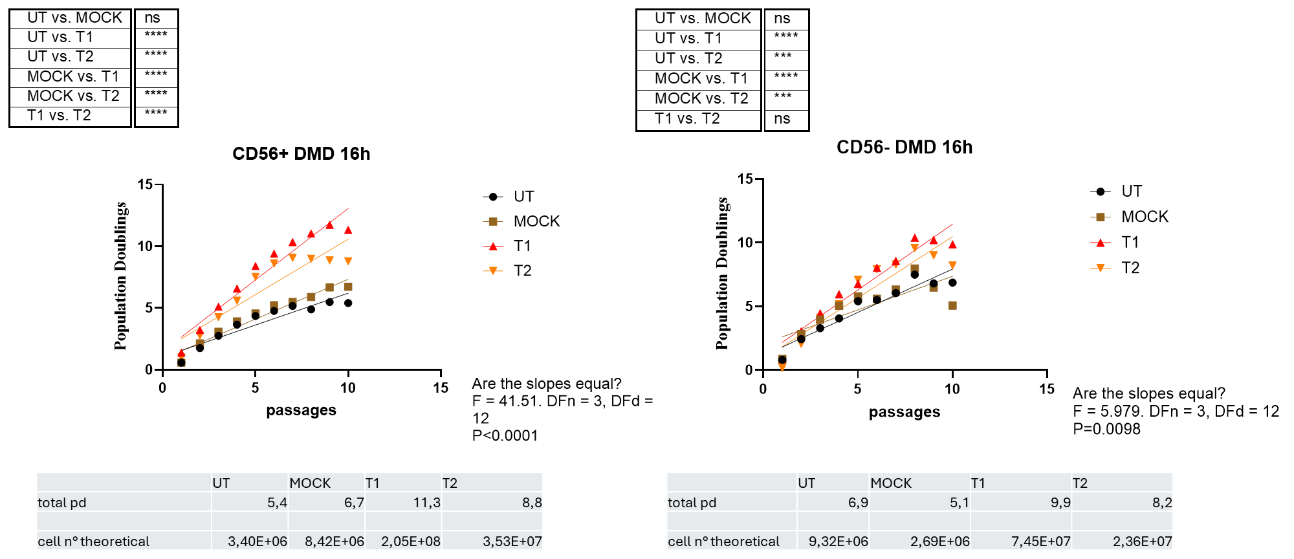 UT vs. MOCK ns
UT vs. T1 ****
UT vs. T2 ****
MOCK vs. T1 ****
MOCK vs. T2 ****
T1 vs. T2 ****
CD56+ DMD 16h
Population Doublings
15
10
5
0
0 5 10 15
passages
UT
MOCK
T1
T2
Are the slopes equal?
F = 41.51. DFn = 3, DFd =
12
P<0.0001
UT MOCK T1 T2
total pd 5,4 6,7 11,3 8,8
cell n° theoretical 3,40E+06 8,42E+06 2,05E+08 3,53E+07
UT vs. MOCK ns
UT vs. T1 ****
UT vs. T2 ***
MOCK vs. T1 ****
MOCK vs. T2 ***
T1 vs. T2 ns
CD56- DMD 16h
Population Doublings
15
10
5
0
0 5 10 15
passages
UT
MOCK
T1
T2
Are the slopes equal?
F = 5.979. DFn = 3, DFd = 12
P=0.0098
UT MOCK T1 T2
total pd 6,9 5,1 9,9 8,2
cell n° theoretical 9,32E+06 2,69E+06 7,45E+07 2,36E+07